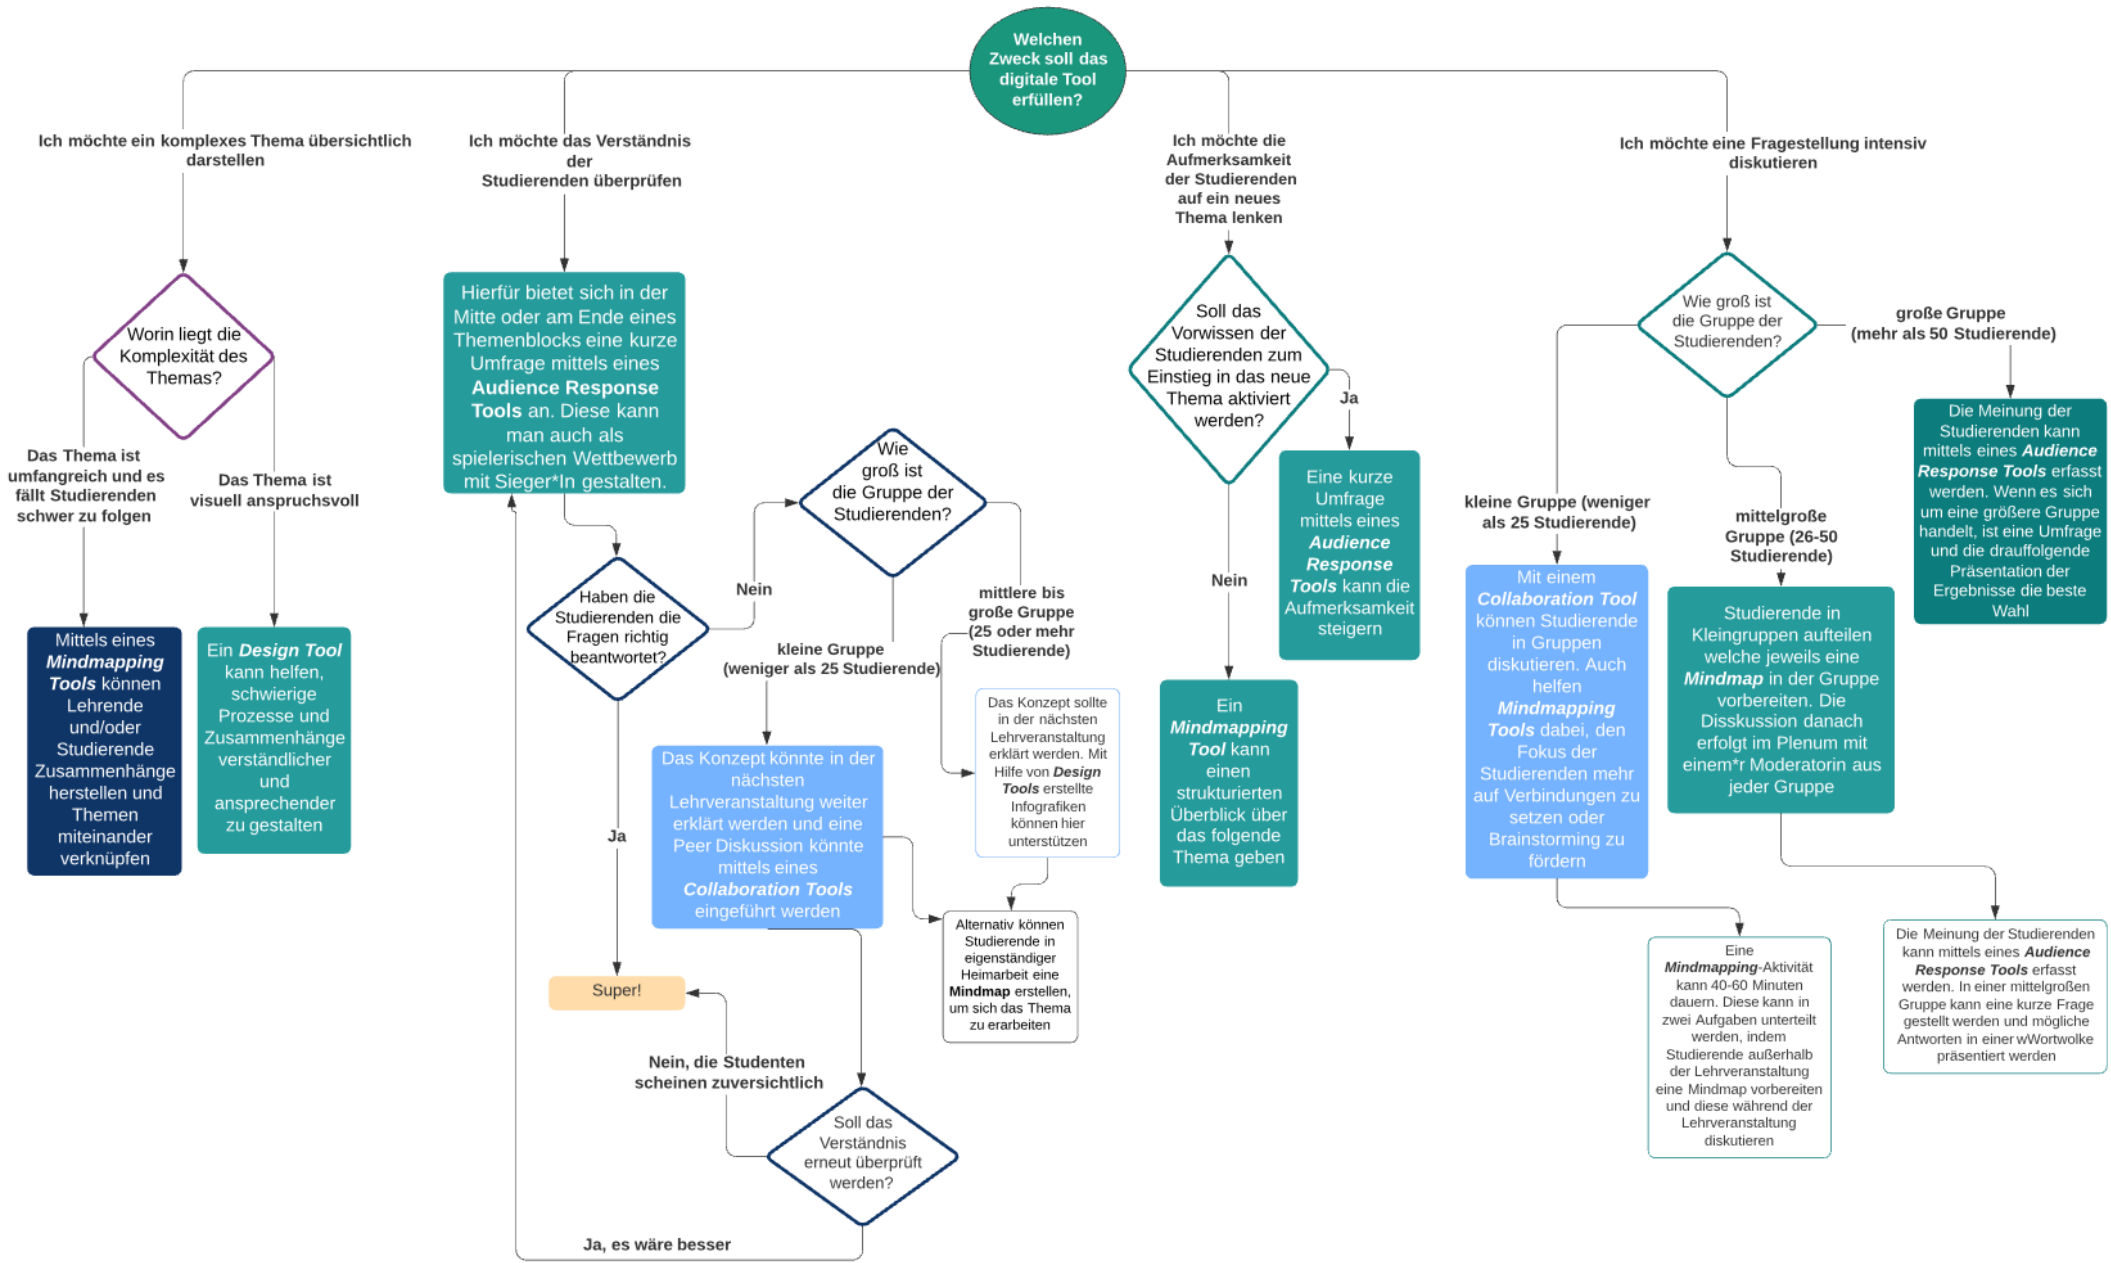 Welchen
Zweck soll das
digitale Tool
erfüllen?
Ich möchte ein komplexes Thema übersichtlich
darstellen
Worin liegt die
Komplexität des
Themas?
Das Thema ist
umfangreich und es
fällt Studierenden
schwer zu folgen
Das Thema ist
visuell anspruchsvoll
Mittels eines
Mindmapping
Tools können
Lehrende
und/oder
Studierende
Zusammenhänge
herstellen und
Themen
miteinander
verknüpfen
Ein Design Tool
kann helfen,
schwierige
Prozesse und
Zusammenhänge
verständlicher
und
ansprechender
zu gestalten
Ich möchte das Verständnis
der
Studierenden überprüfen
Hierfür bietet sich in der
Mitte oder am Ende eines
Themenblocks eine kurze
Umfrage mittels eines
Audience Response
Tools an. Diese kann
man auch als
spielerischen Wettbewerb
mit Sieger*In gestalten.
Haben die
Studierenden die
Fragen richtig
beantwortet?
Nein
Ja
Wie
groß ist
die Gruppe der
Studierenden?
kleine Gruppe
(weniger als 25 Studierende)
mittlere bis
große Gruppe
(25 oder mehr
Studierende)
Das Konzept könnte in der
nächsten
Lehrveranstaltung weiter
erklärt werden und eine
Peer Diskussion könnte
mittels eines
Collaboration Tools
eingeführt werden
Das Konzept sollte
in der nächsten
Lehrveranstaltung
erklärt werden. Mit
Hilfe von Design
Tools erstellte
Infografiken
können hier
unterstützen
Alternativ können
Studierende in
eigenständiger
Heimarbeit eine
Mindmap erstellen,
um sich das Thema
zu erarbeiten
Super!
Nein, die Studenten
scheinen zuversichtlich
Soll das
Verständnis
erneut überprüft
werden?
Ja, es wäre besser
Ich möchte die
Aufmerksamkeit
der Studierenden
auf ein neues
Thema lenken
Soll das
Vorwissen der
Studierenden zum
Einstieg in das neue
Thema aktiviert
werden?
Ja
Nein
Eine kurze
Umfrage
mittels eines
Audience
Response
Tools kann die
Aufmerksamkeit
steigern
Ein
Mindmapping
Tool kann
einen
strukturierten
Überblick über
das folgende
Thema geben
Ich möchte eine Fragestellung intensiv
diskutieren
Wie groß ist
die Gruppe der
Studierenden?
große Gruppe
(mehr als 50 Studierende)
kleine Gruppe (weniger
als 25 Studierende)
mittelgroße
Gruppe (26-50
Studierende)
Die Meinung der
Studierenden kann
mittels eines Audience
Response Tools erfasst
werden. Wenn es sich
um eine größere Gruppe
handelt, ist eine Umfrage
und die drauffolgende
Präsentation der
Ergebnisse die beste
Wahl
Mit einem
Collaboration Tool
können Studierende
in Gruppen
diskutieren. Auch
helfen
Mindmapping
Tools dabei, den
Fokus der
Studierenden mehr
auf Verbindungen zu
setzen oder
Brainstorming zu
fördern
Studierende in
Kleingruppen aufteilen
welche jeweils eine
Mindmap in der Gruppe
vorbereiten. Die
Disskussion danach
erfolgt im Plenum mit
einem*r Moderatorin aus
jeder Gruppe
Eine
Mindmapping-Aktivität
kann 40-60 Minuten
dauern. Diese kann in
zwei Aufgaben unterteilt
werden, indem
Studierende außerhalb
der Lehrveranstaltung
eine Mindmap vorbereiten
und diese während der
Lehrveranstaltung
diskutieren
Die Meinung der Studierenden
kann mittels eines Audience
Response Tools erfasst
werden. In einer mittelgroßen
Gruppe kann eine kurze Frage
gestellt werden und mögliche
Antworten in einer wWortwolke
präsentiert werden